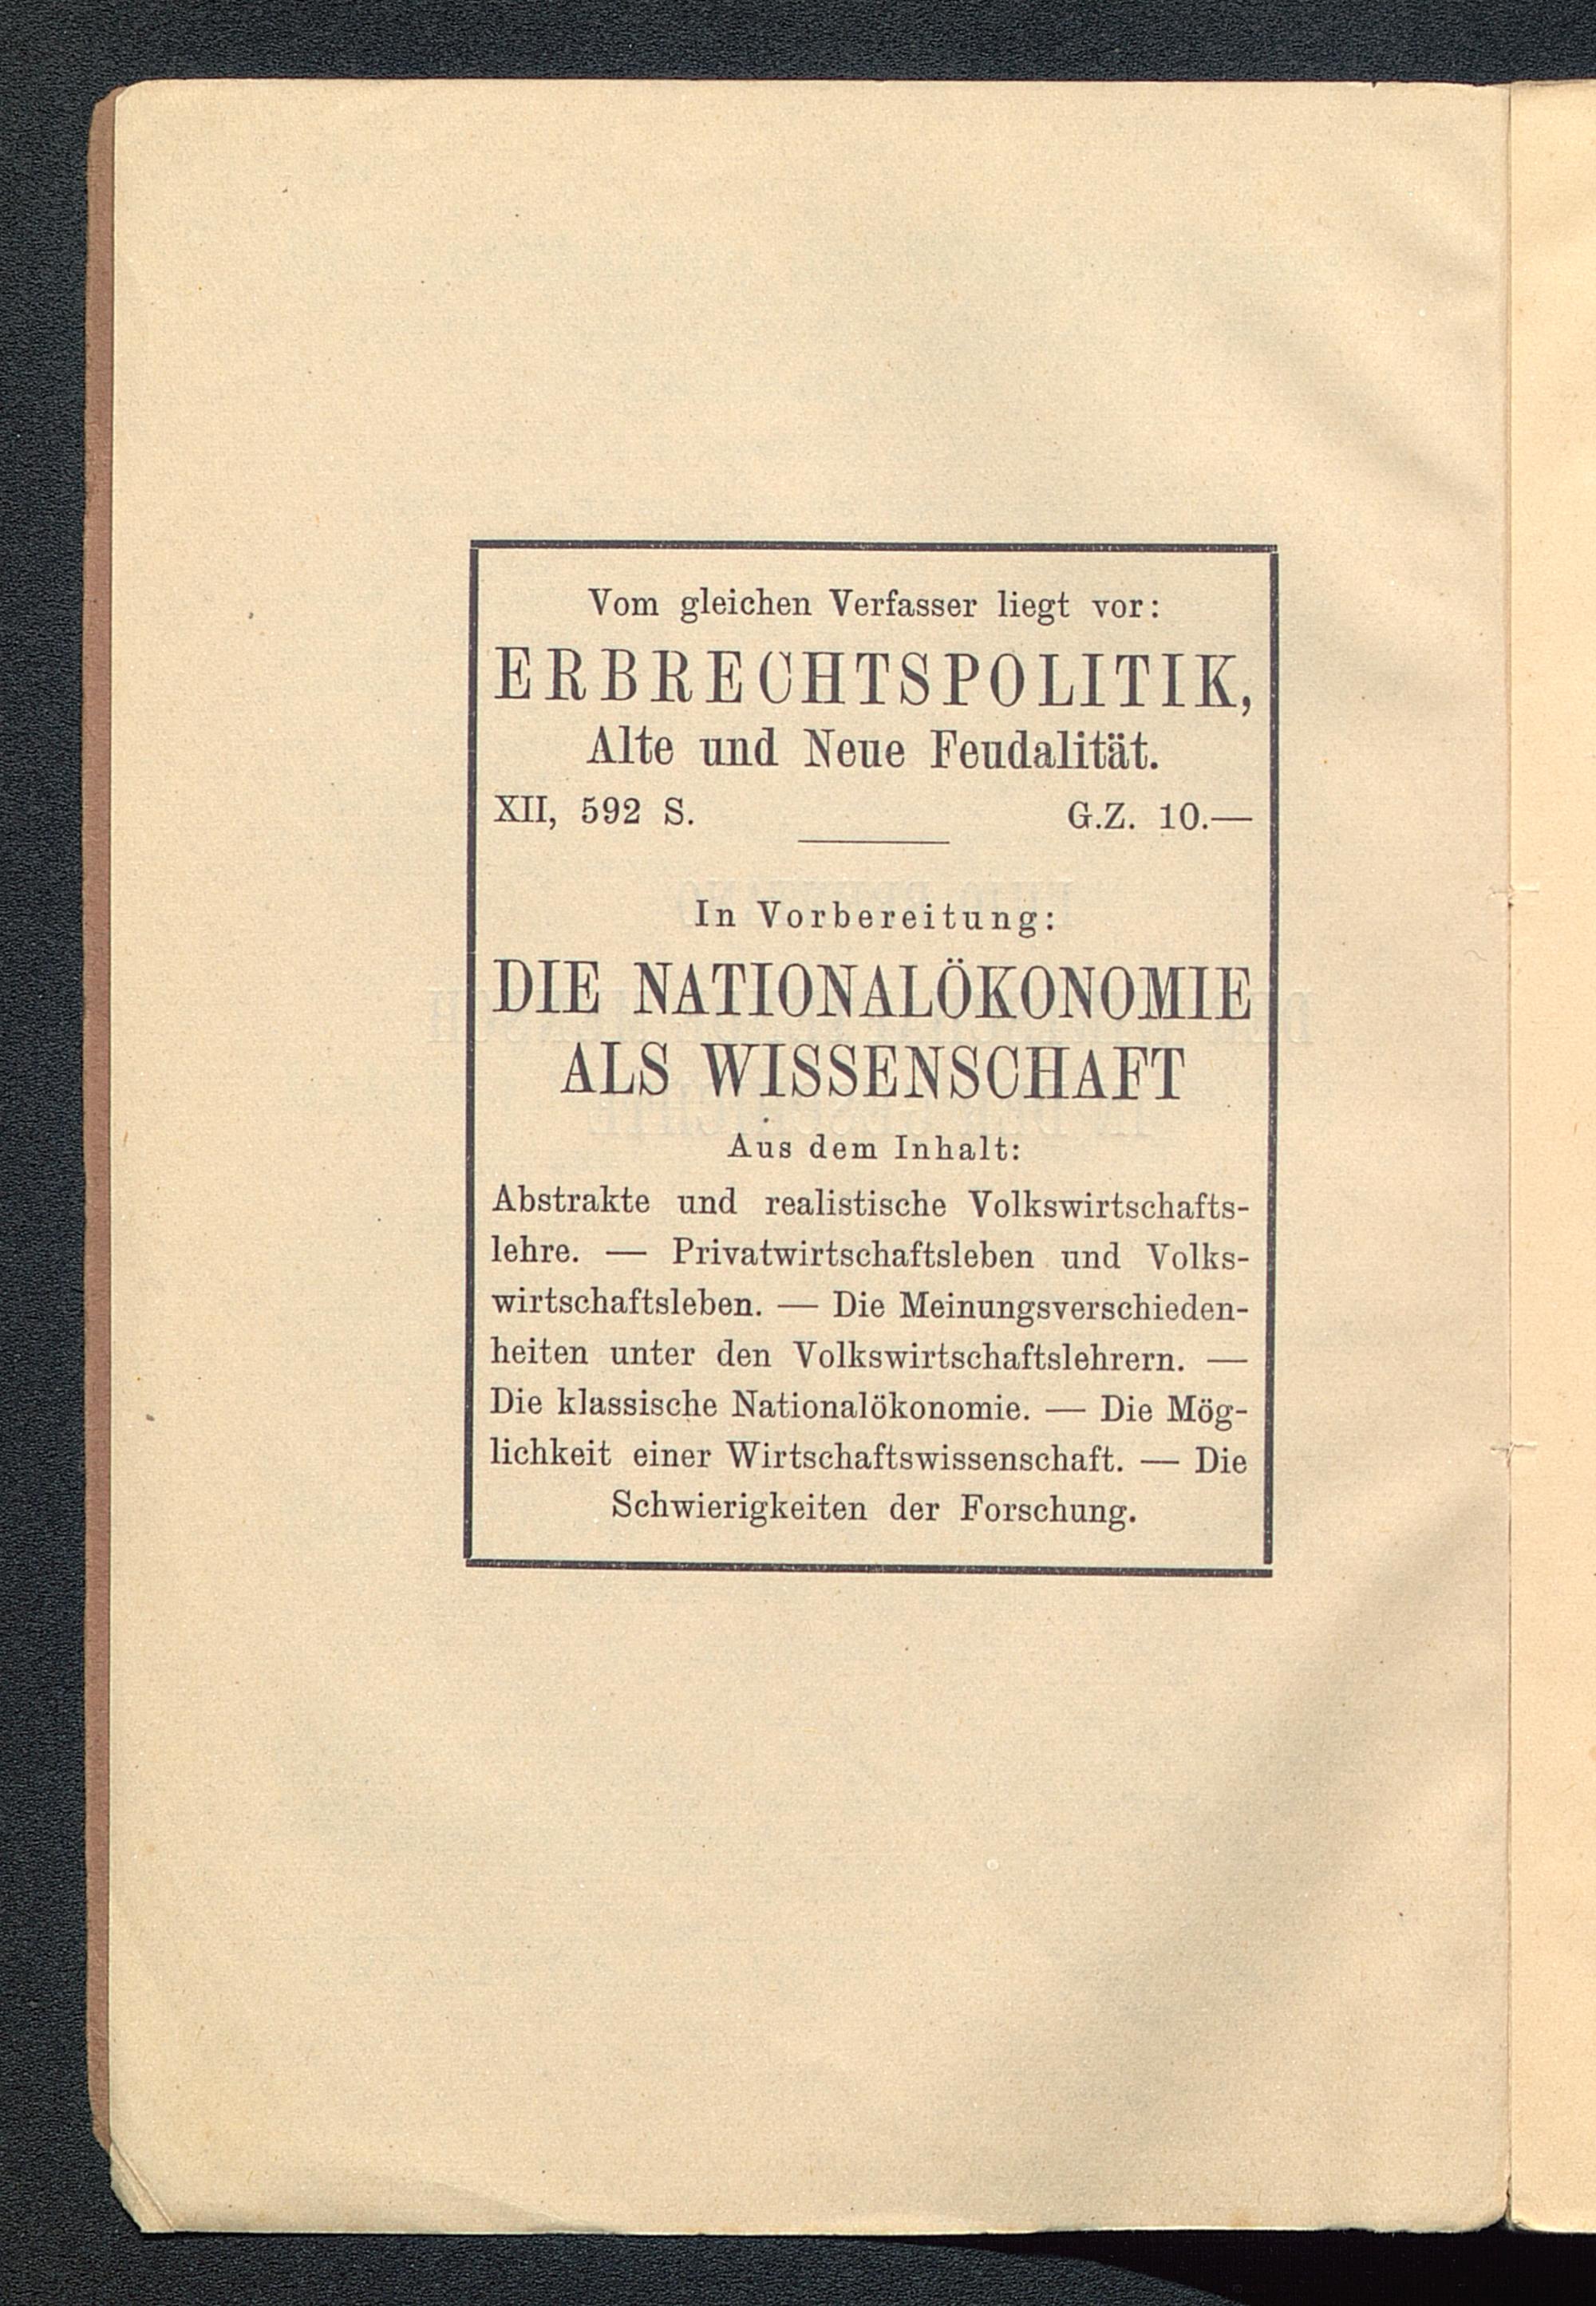 Vom gleichen Verfasser liegt vor:
ERBRECHTSPOLITIK,
Alte und Neue Feudalität.
XII, 592 S. G.Z. 10.—
In Vorbereitung:
DIE NATIONALÖKONOMIE
ALS WISSENSCHAFT
Aus dem Inhalt:
Abstrakte und realistische Volkswirtschafts-
lehre. — Privatwirtschaftsleben und Volks-
wirtschaftsleben. — Die Meinungsverschieden-
heiten unter den Volkswirtschaftslehrern. —
Die klassische Nationalökonomie. — Die Mög-
lichkeit einer Wirtschaftswissenschaft. — Die
Schwierigkeiten der Forschung.